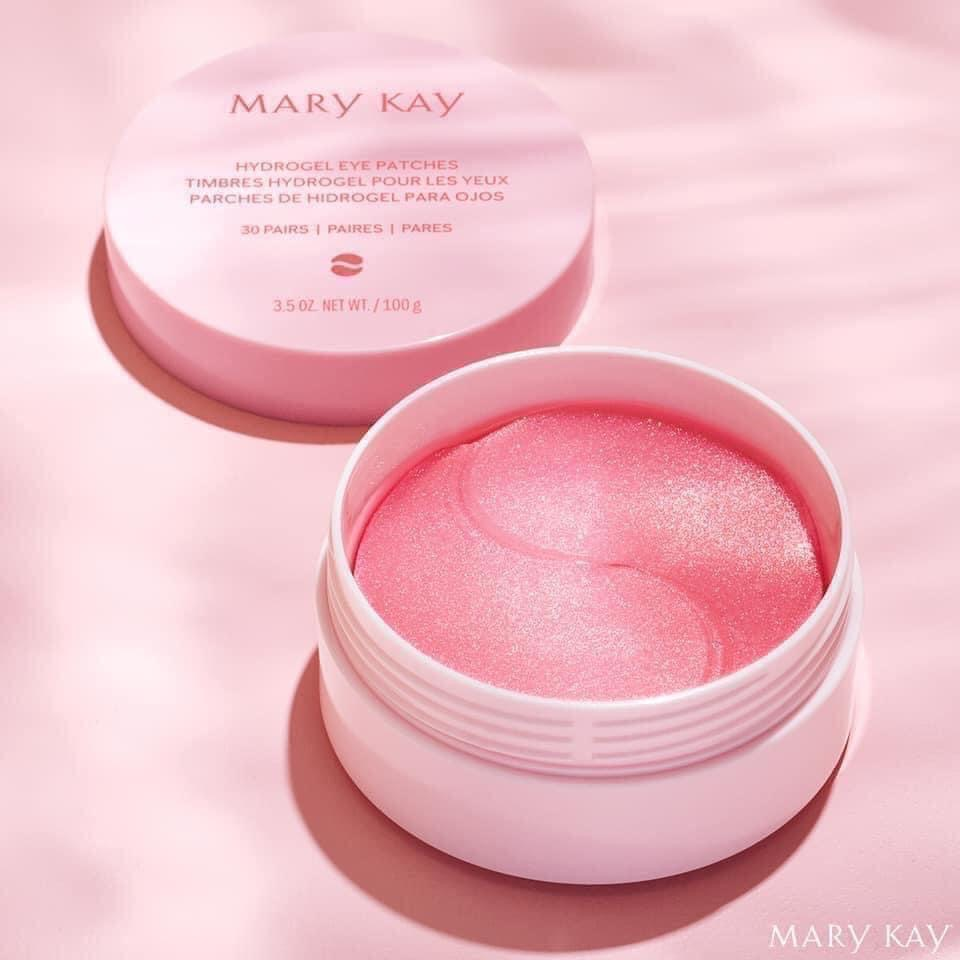 MARY KAY
HYDROGEL EYE PATCHES
TIMBRES HYDROGEL POUR LES YEUX
PARCHES DE HIDROGEL PARA OJOS
30 PAIRS | PAIRES | PARES
3.5 OZ. NET WT. / 100 g
MARY KAY